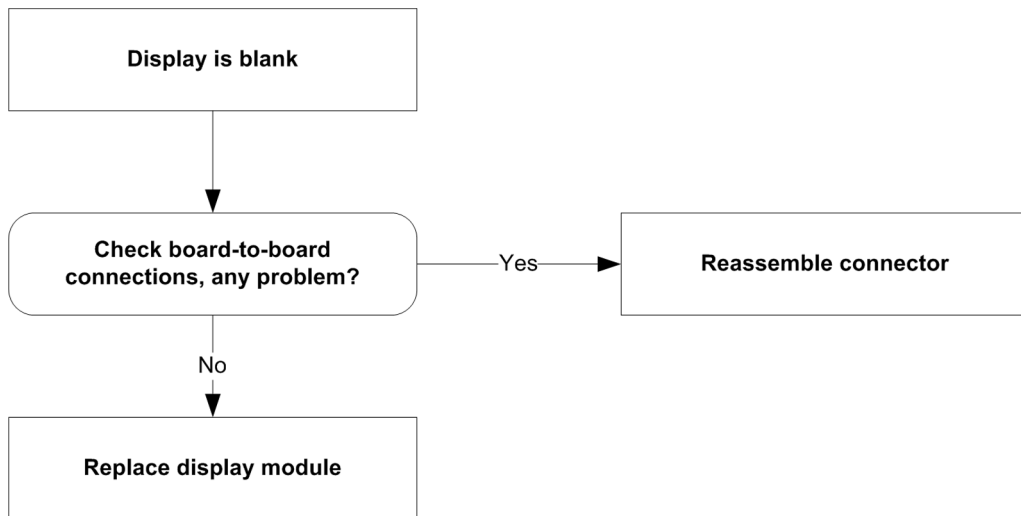 Display is blank
Check board-to-board
connections, any problem?
Yes
Reassemble connector
No
Replace display module